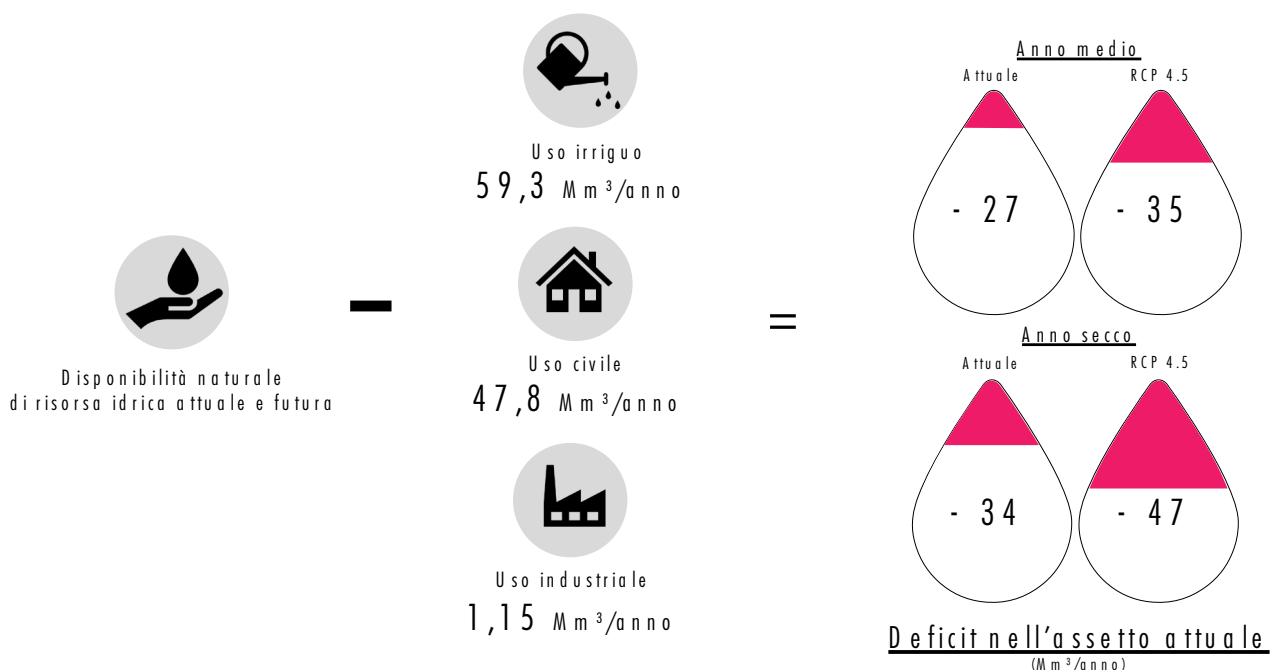 Disponibilità naturale
di risorsa idrica attuale e futura
-
Uso irriguo
59,3 Mm³/anno
Uso civile
47,8 Mm³/anno
Uso industriale
1,15 Mm³/anno
=
Anno medio
Attuale RCP 4.5
- 27 - 35
Anno secco
Attuale RCP 4.5
- 34 - 47
Deficit nell'assetto attuale
(Mm³/anno)